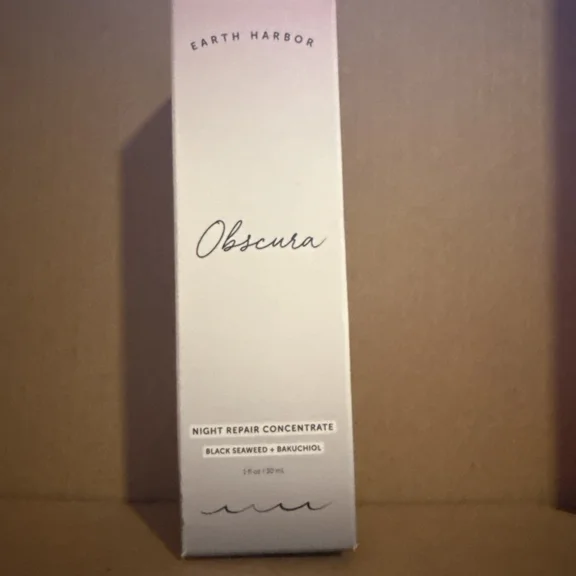 EARTH HARBOR
Obscura
NIGHT REPAIR CONCENTRATE
BLACK SEAWEED + BAKUCHIOL
1 fl oz | 30 mL